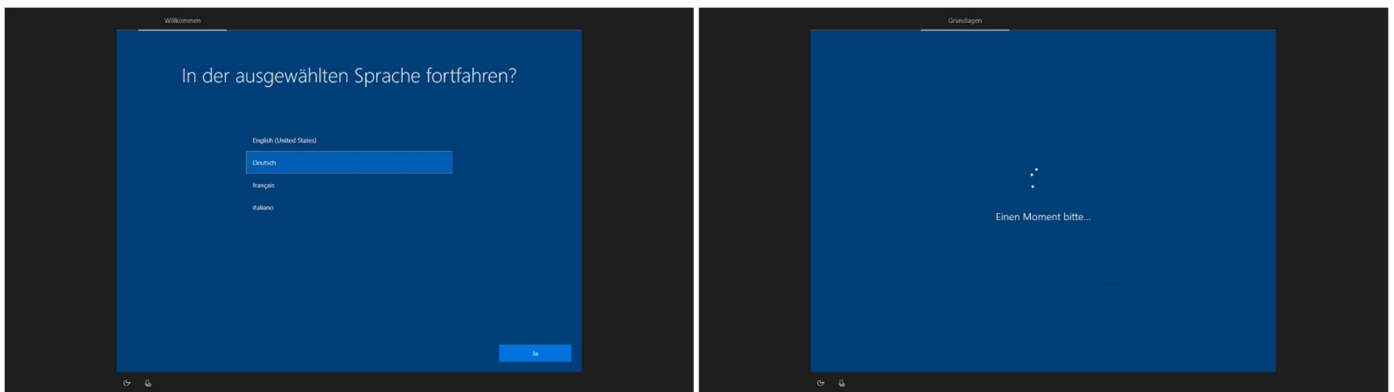 Willkommen
In der ausgewählten Sprache fortfahren?
English (United States)
Deutsch
français
italiano
Ja
Grundlagen
Einen Moment bitte...